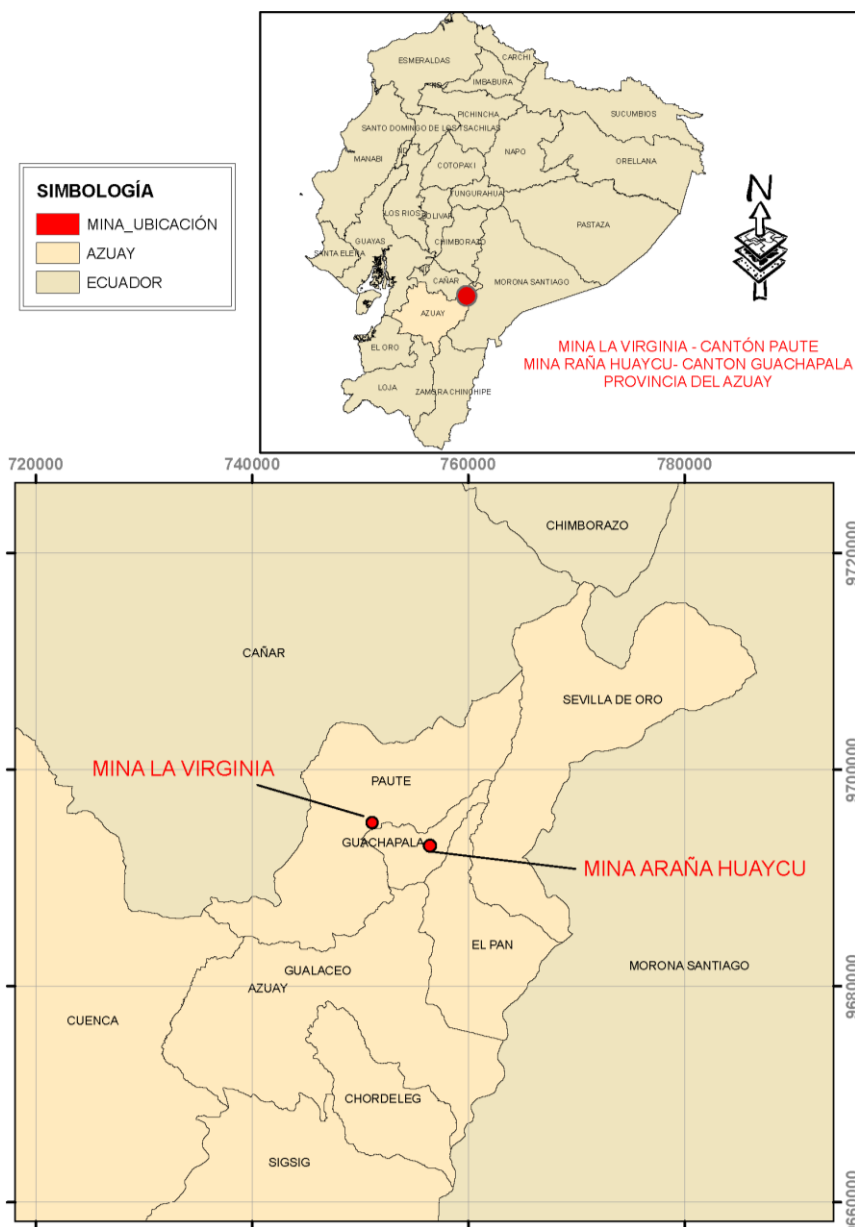 ESMERALDAS
CARCHI
IMBABURA
PICHINCHA
SUCUMBIOS
SANTO DOMINGO DE LOS TSACHILAS
MANABI
COTOPAXI
NAPO
ORELLANA
TUNGURAHUA
LOS RIOS
BOLIVAR
PASTAZA
GUAYAS
CHIMBORAZO
SANTA ELENA
CAÑAR
MORONA SANTIAGO
AZUAY
EL ORO
LOJA
ZAMORA CHINCHIPE
N
SIMBOLOGÍA
MINA_UBICACIÓN
AZUAY
ECUADOR
MINA LA VIRGINIA - CANTÓN PAUTE
MINA RAÑA HUAYCU- CANTON GUACHAPALA
PROVINCIA DEL AZUAY
720000
740000
760000
780000
CHIMBORAZO
9720000
CAÑAR
SEVILLA DE ORO
MINA LA VIRGINIA
PAUTE
9700000
GUACHAPALA
MINA ARAÑA HUAYCU
EL PAN
MORONA SANTIAGO
GUALACEO
AZUAY
9680000
CUENCA
CHORDELEG
SIGSIG